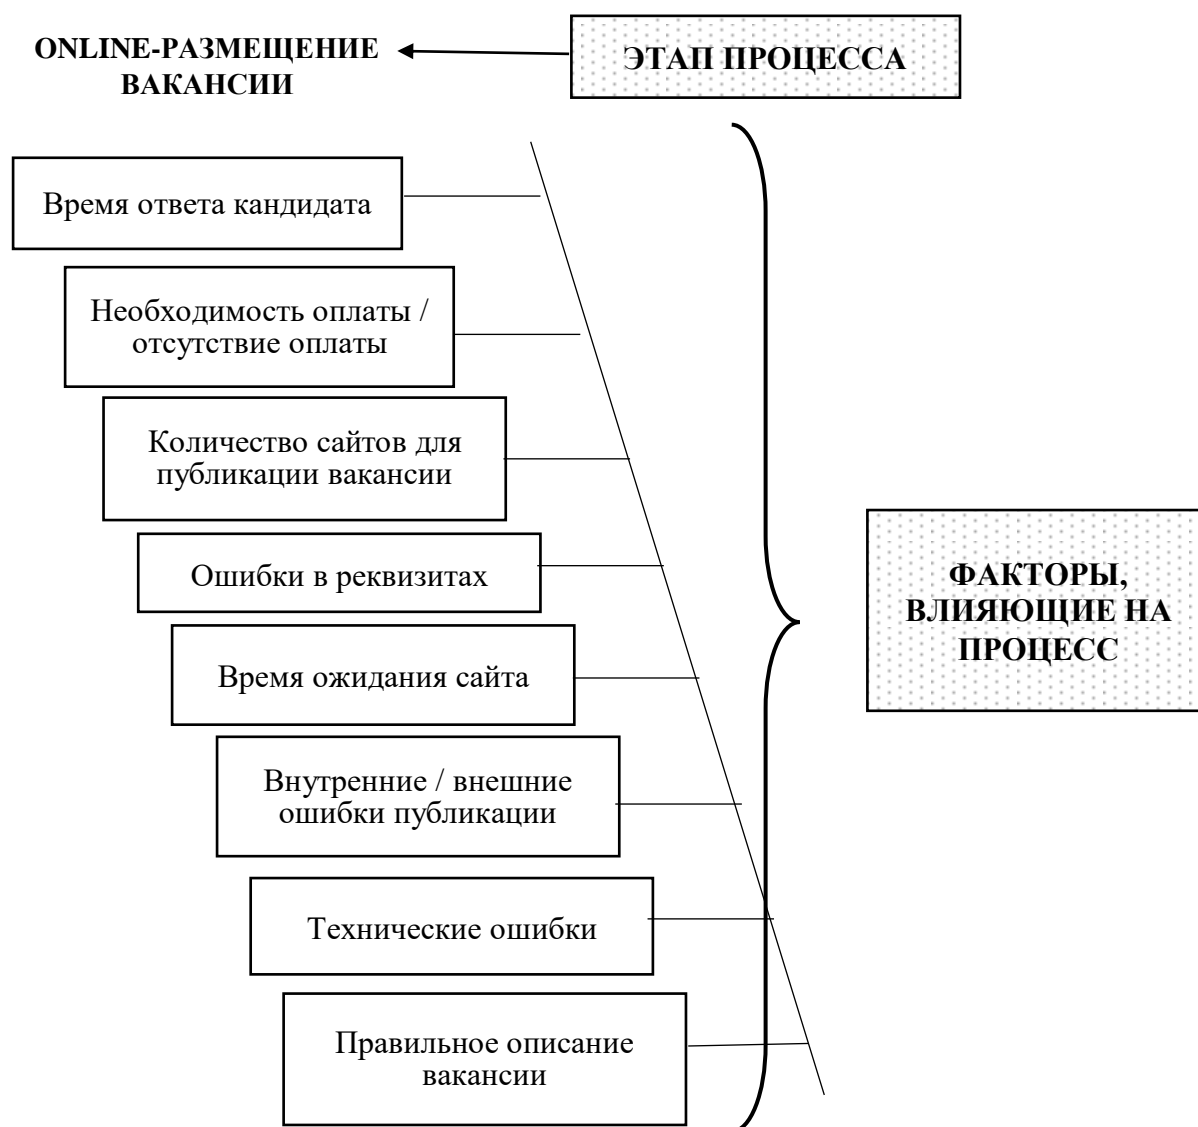 ONLINE-РАЗМЕЩЕНИЕ
ВАКАНСИИ
ЭТАП ПРОЦЕССА
Время ответа кандидата
Необходимость оплаты /
отсутствие оплаты
Количество сайтов для
публикации вакансии
Ошибки в реквизитах
Время ожидания сайта
Внутренние / внешние
ошибки публикации
Технические ошибки
Правильное описание
вакансии
ФАКТОРЫ,
ВЛИЯЮЩИЕ НА
ПРОЦЕСС